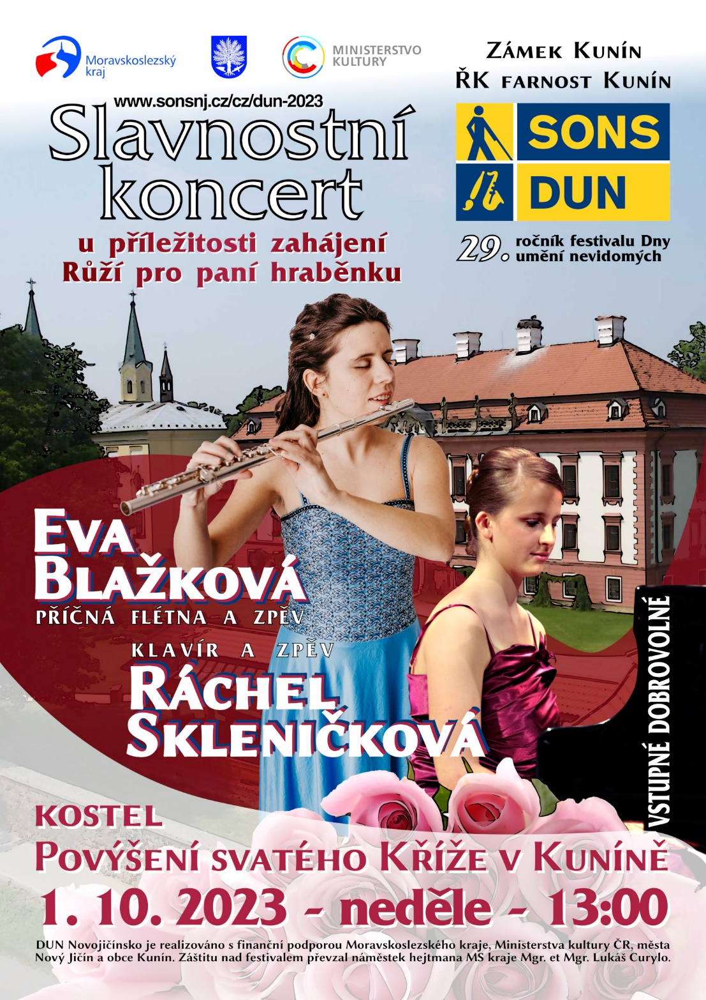 Moravskoslezský
kraj
MINISTERSTVO
KULTURY
ZÁMEK KUNÍN
ŘK FARNOST KUNÍN
www.sonsnj.cz/cz/dun-2023
Slavnostní
koncert
u příležitosti zahájení
Růží pro paní hraběnku
SONS
DUN
29. ročník festivalu Dny
umění nevidomých
EVA
BLAŽKOVÁ
PŘÍČNÁ FLÉTNA A ZPĚV
KLAVÍR A ZPĚV
RÁCHEL
SKLENIČKOVÁ
VSTUPNÉ DOBROVOLNÉ
KOSTEL
POVÝŠENÍ SVATÉHO KŘÍŽE V KUNÍNĚ
1. 10. 2023 - neděle - 13:00
DUN Novojičínsko je realizováno s finanční podporou Moravskoslezského kraje, Ministerstva kultury ČR, města
Nový Jičín a obce Kunín. Záštitu nad festivalem převzal náměstek hejtmana MS kraje Mgr. et Mgr. Lukáš Curylo.